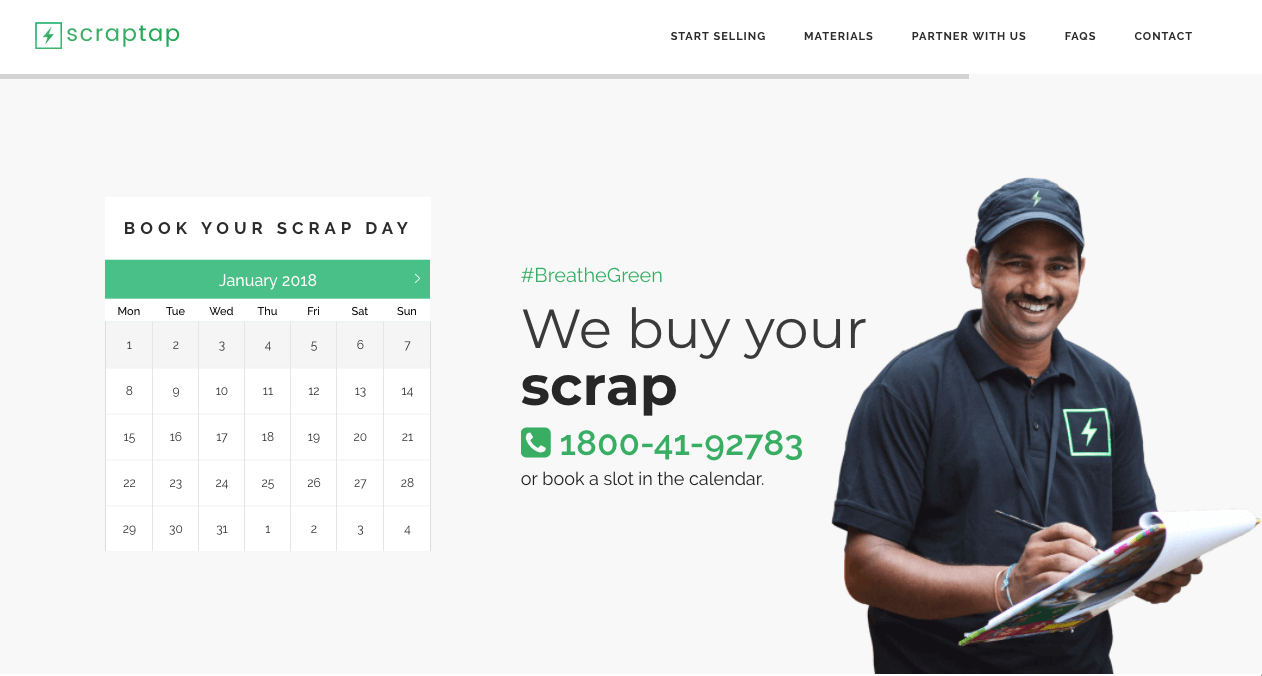 scraptap
START SELLING MATERIALS PARTNER WITH US FAQS CONTACT
BOOK YOUR SCRAP DAY
January 2018 >
Mon Tue Wed Thu Fri Sat Sun
1 2 3 4 5 6 7
8 9 10 11 12 13 14
15 16 17 18 19 20 21
22 23 24 25 26 27 28
29 30 31 1 2 3 4
#BreatheGreen
We buy your
scrap
1800-41-92783
or book a slot in the calendar.